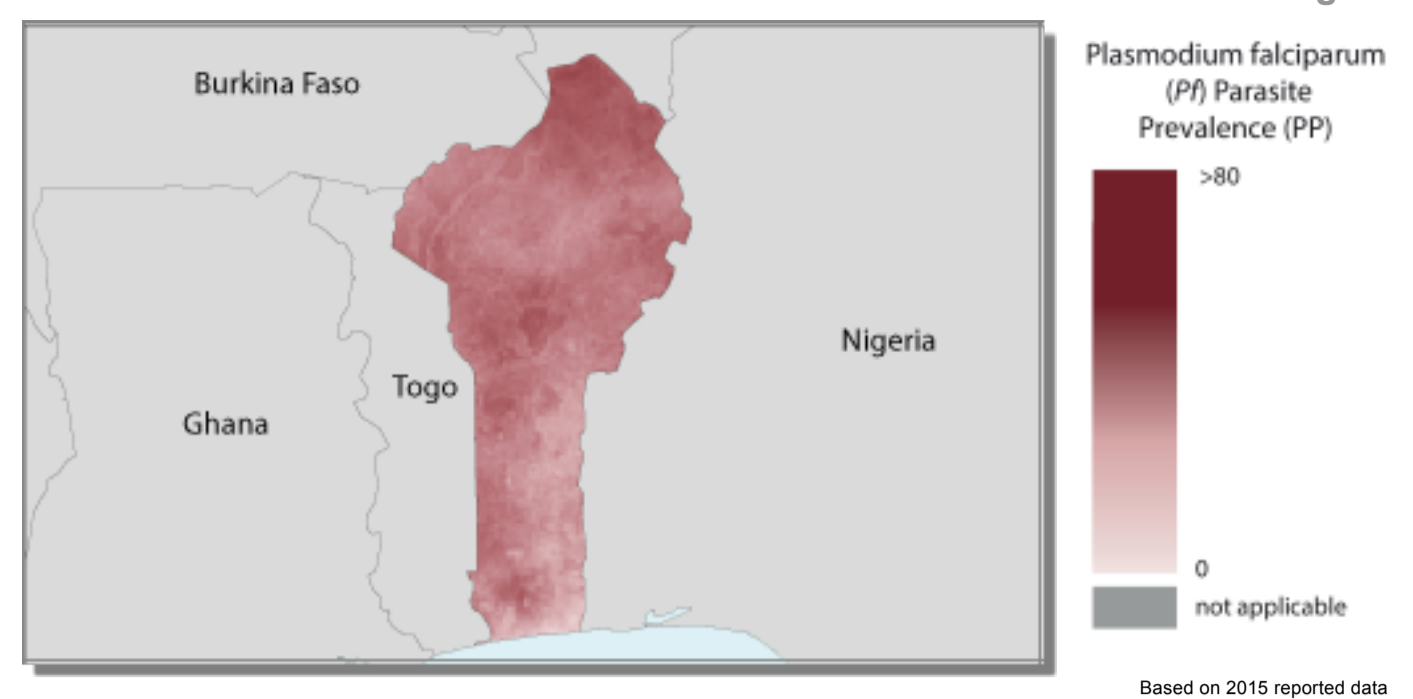 Burkina Faso
Ghana
Togo
Nigeria
Plasmodium falciparum
(Pf) Parasite
Prevalence (PP)
>80
0
not applicable
Based on 2015 reported data